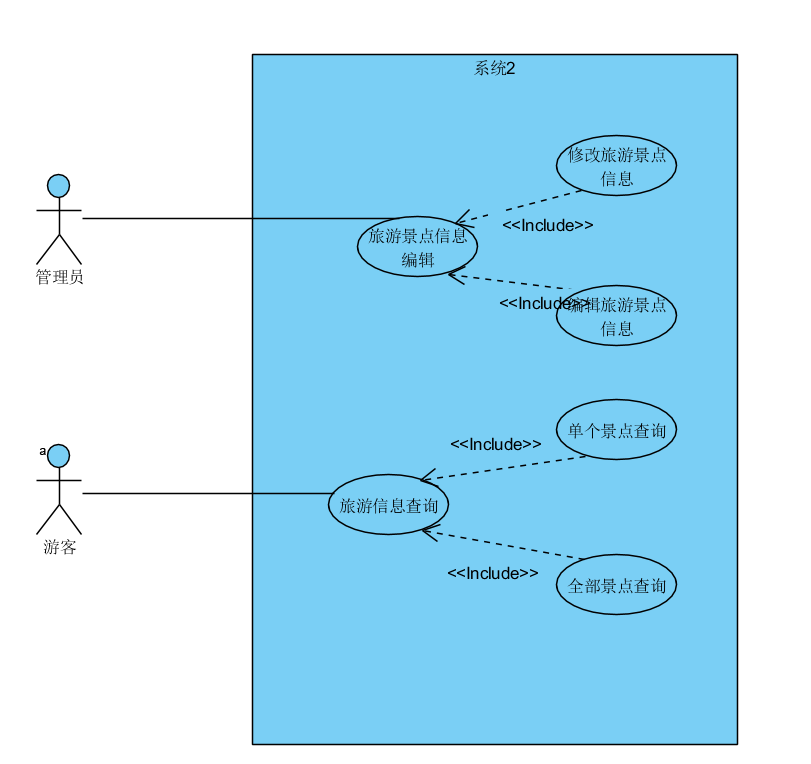 系统2
修改旅游景点
信息
<<Include>>
旅游景点信息
编辑
管理员
<<Include>>
编辑旅游景点
信息
单个景点查询
<<Include>>
a
旅游信息查询
游客
<<Include>>
全部景点查询